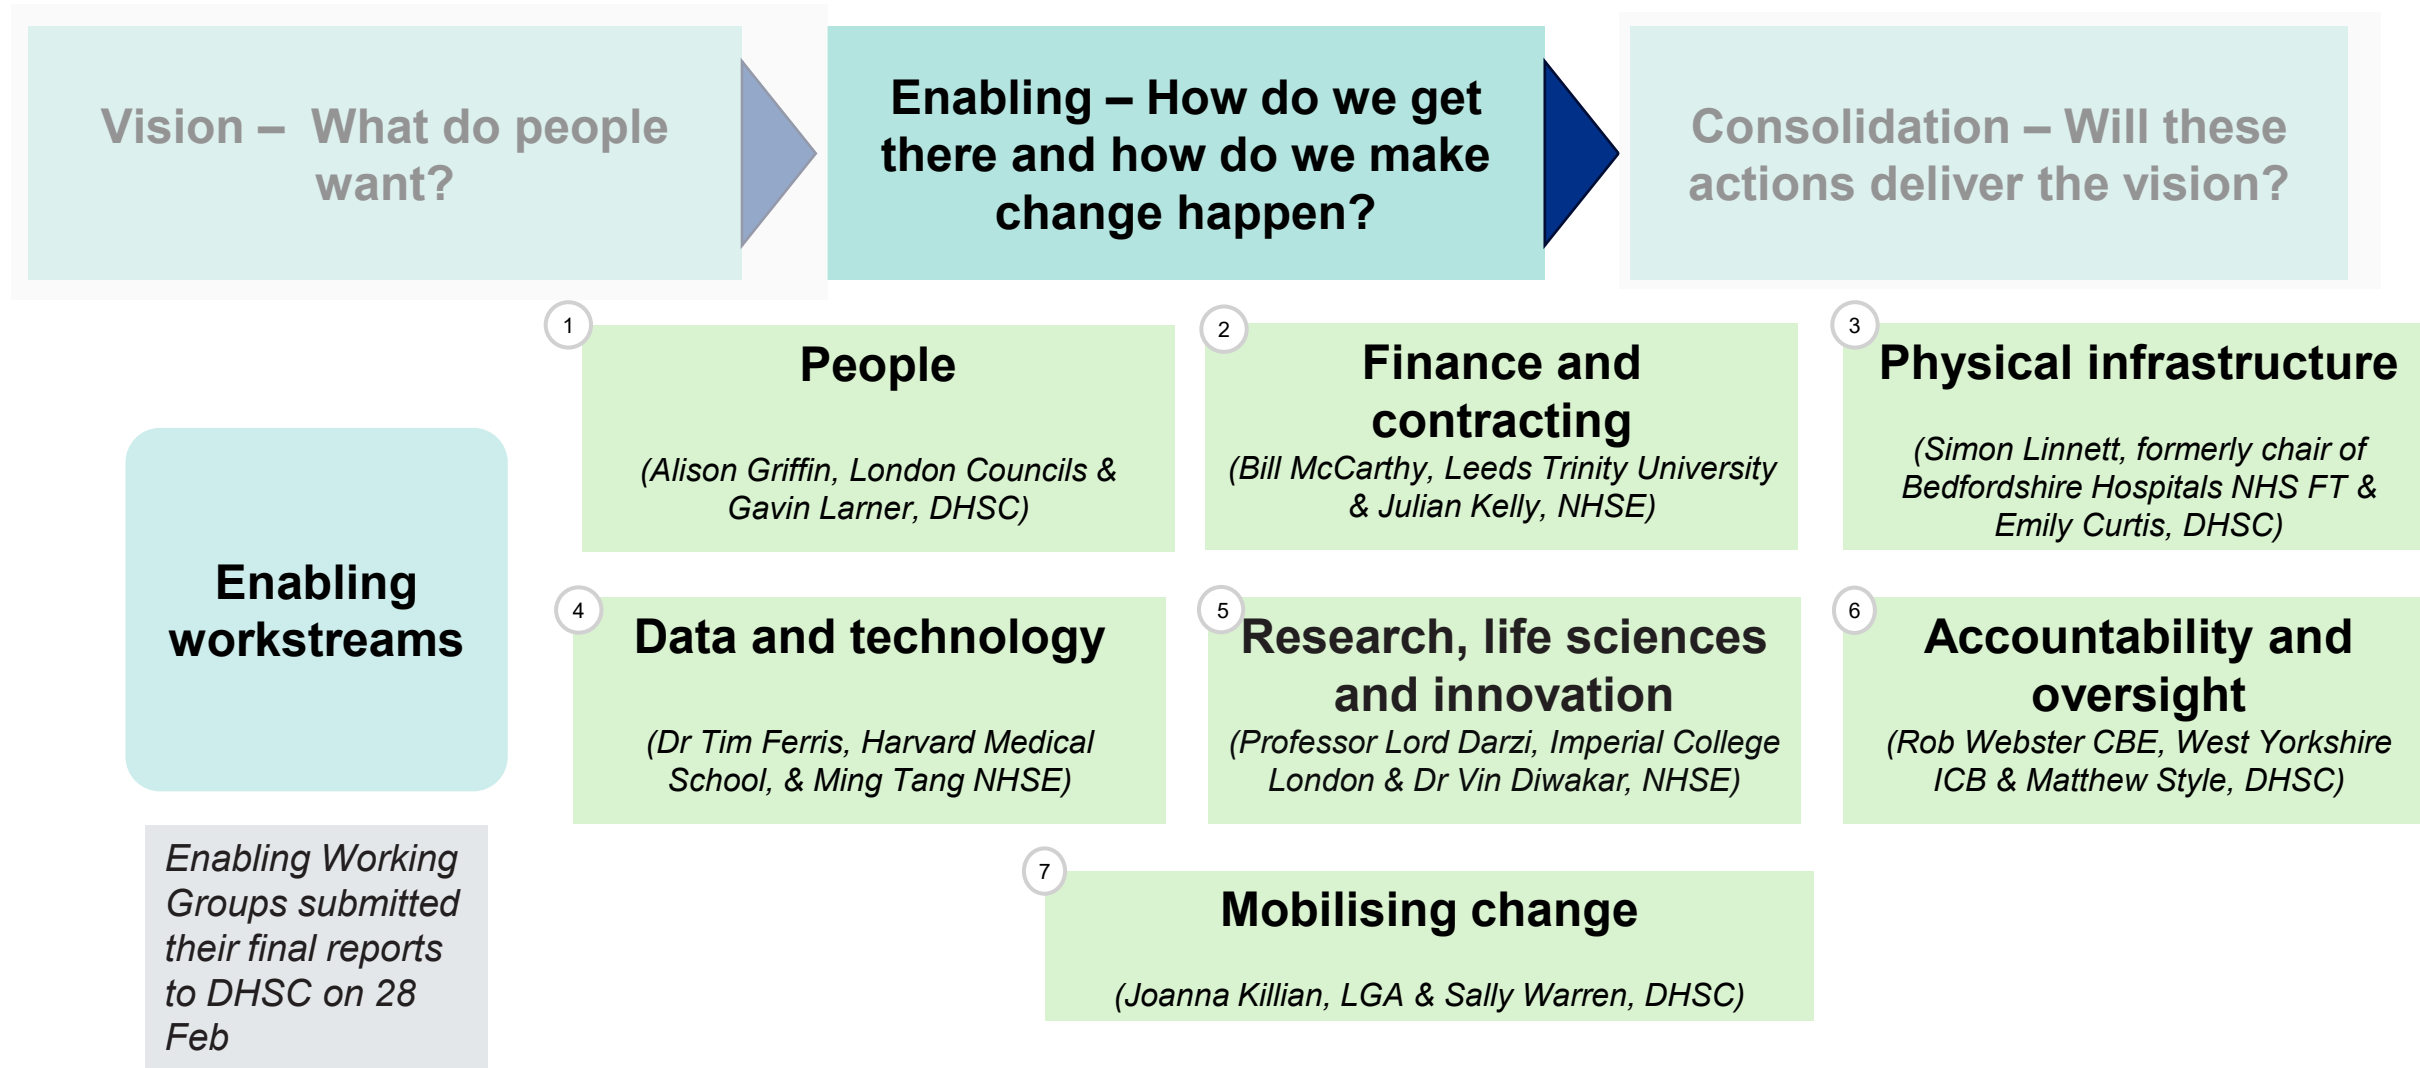 Vision –  What do people
want?
Enabling – How do we get
there and how do we make
change happen?
Consolidation – Will these
actions deliver the vision?
Enabling
workstreams
Enabling Working
Groups submitted
their final reports
to DHSC on 28
Feb
1
People
(Alison Griffin, London Councils &
Gavin Larner, DHSC)
2
Finance and
contracting
(Bill McCarthy, Leeds Trinity University
& Julian Kelly, NHSE)
3
Physical infrastructure
(Simon Linnett, formerly chair of
Bedfordshire Hospitals NHS FT &
Emily Curtis, DHSC)
4
Data and technology
(Dr Tim Ferris, Harvard Medical
School, & Ming Tang NHSE)
5
Research, life sciences
and innovation
(Professor Lord Darzi, Imperial College
London & Dr Vin Diwakar, NHSE)
6
Accountability and
oversight
(Rob Webster CBE, West Yorkshire
ICB & Matthew Style, DHSC)
7
Mobilising change
(Joanna Killian, LGA & Sally Warren, DHSC)